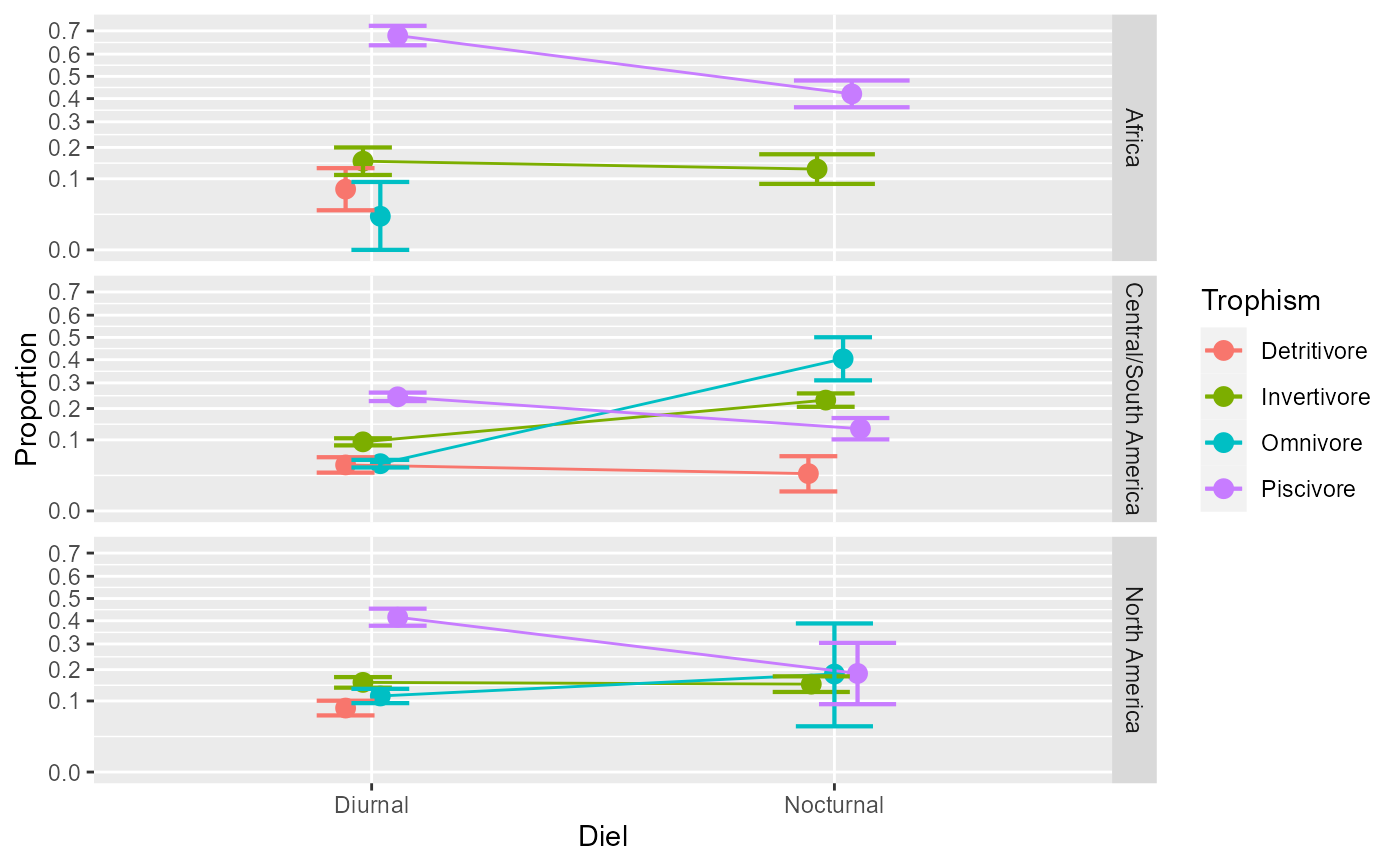 0.7
0.6
0.5
0.4
0.3
0.2
0.1
0.0
Africa
0.7
0.6
0.5
0.4
0.3
0.2
0.1
0.0
Central/South America
0.7
0.6
0.5
0.4
0.3
0.2
0.1
0.0
North America
Proportion
Diurnal
Nocturnal
Diel
Trophism
Detritivore
Invertivore
Omnivore
Piscivore